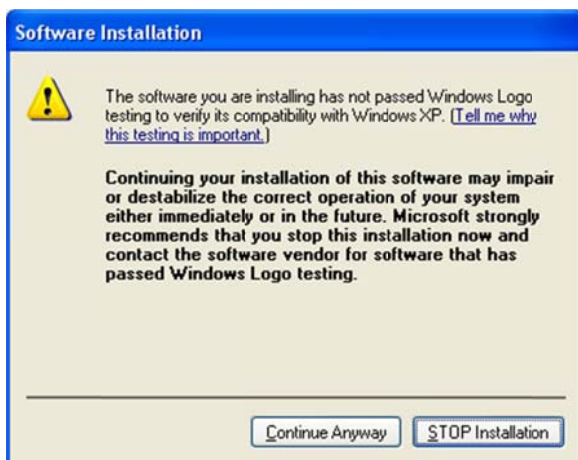 Software Installation
The software you are installing has not passed Windows Logo
testing to verify its compatibility with Windows XP. (Tell me why
this testing is important.)
Continuing your installation of this software may impair
or destabilize the correct operation of your system
either immediately or in the future. Microsoft strongly
recommends that you stop this installation now and
contact the software vendor for software that has
passed Windows Logo testing.
Continue Anyway
STOP Installation